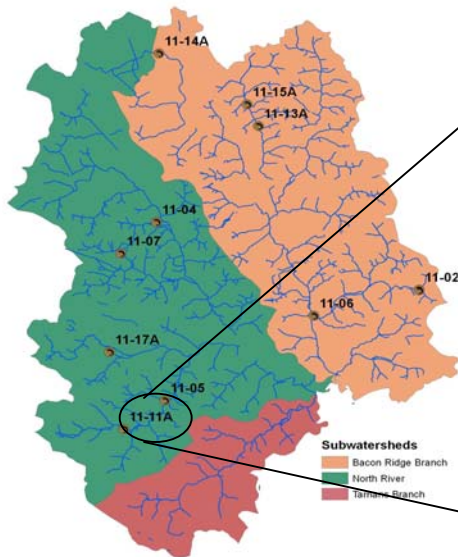 11-14A
11-15A
11-13A
11-04
11-07
11-02
11-06
11-17A
11-05
11-11A
Subwatersheds
Bacon Ridge Branch
North River
Tarnans Branch